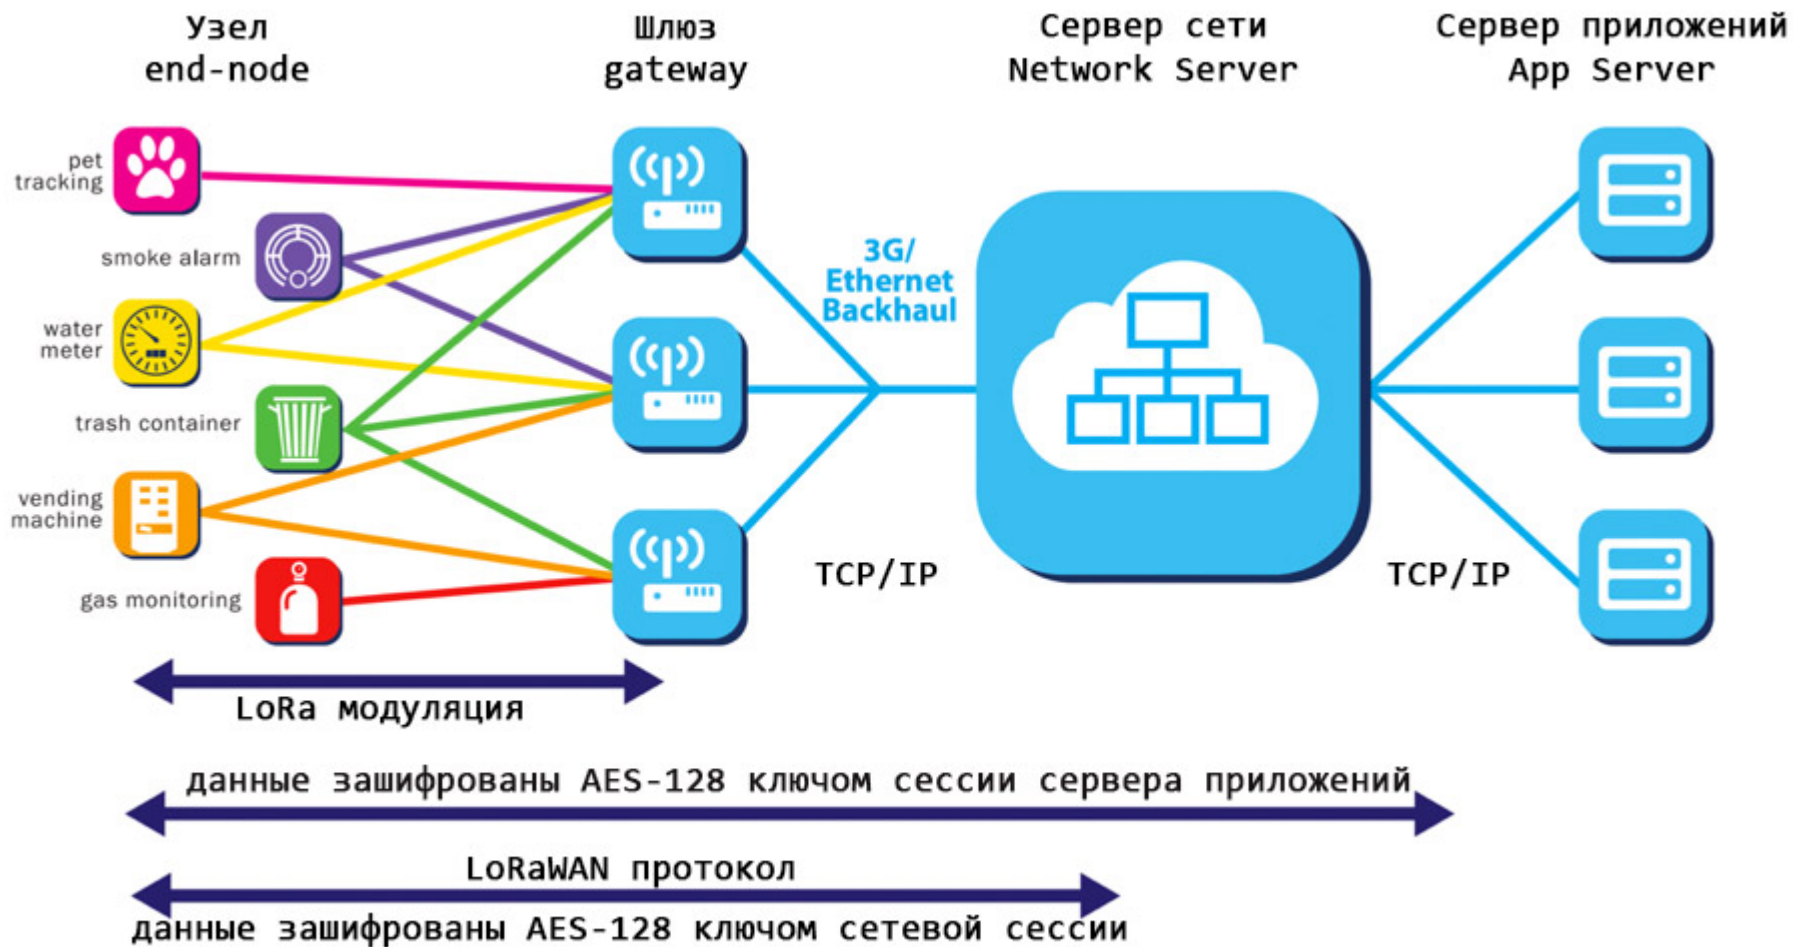 Узел
end-node
Шлюз
gateway
Сервер сети
Network Server
Сервер приложений
App Server
pet
tracking
smoke alarm
water
meter
trash container
vending
machine
gas monitoring
3G/
Ethernet
Backhaul
TCP/IP
TCP/IP
LoRa модуляция
данные зашифрованы AES-128 ключом сессии сервера приложений
LoRaWAN протокол
данные зашифрованы AES-128 ключом сетевой сессии